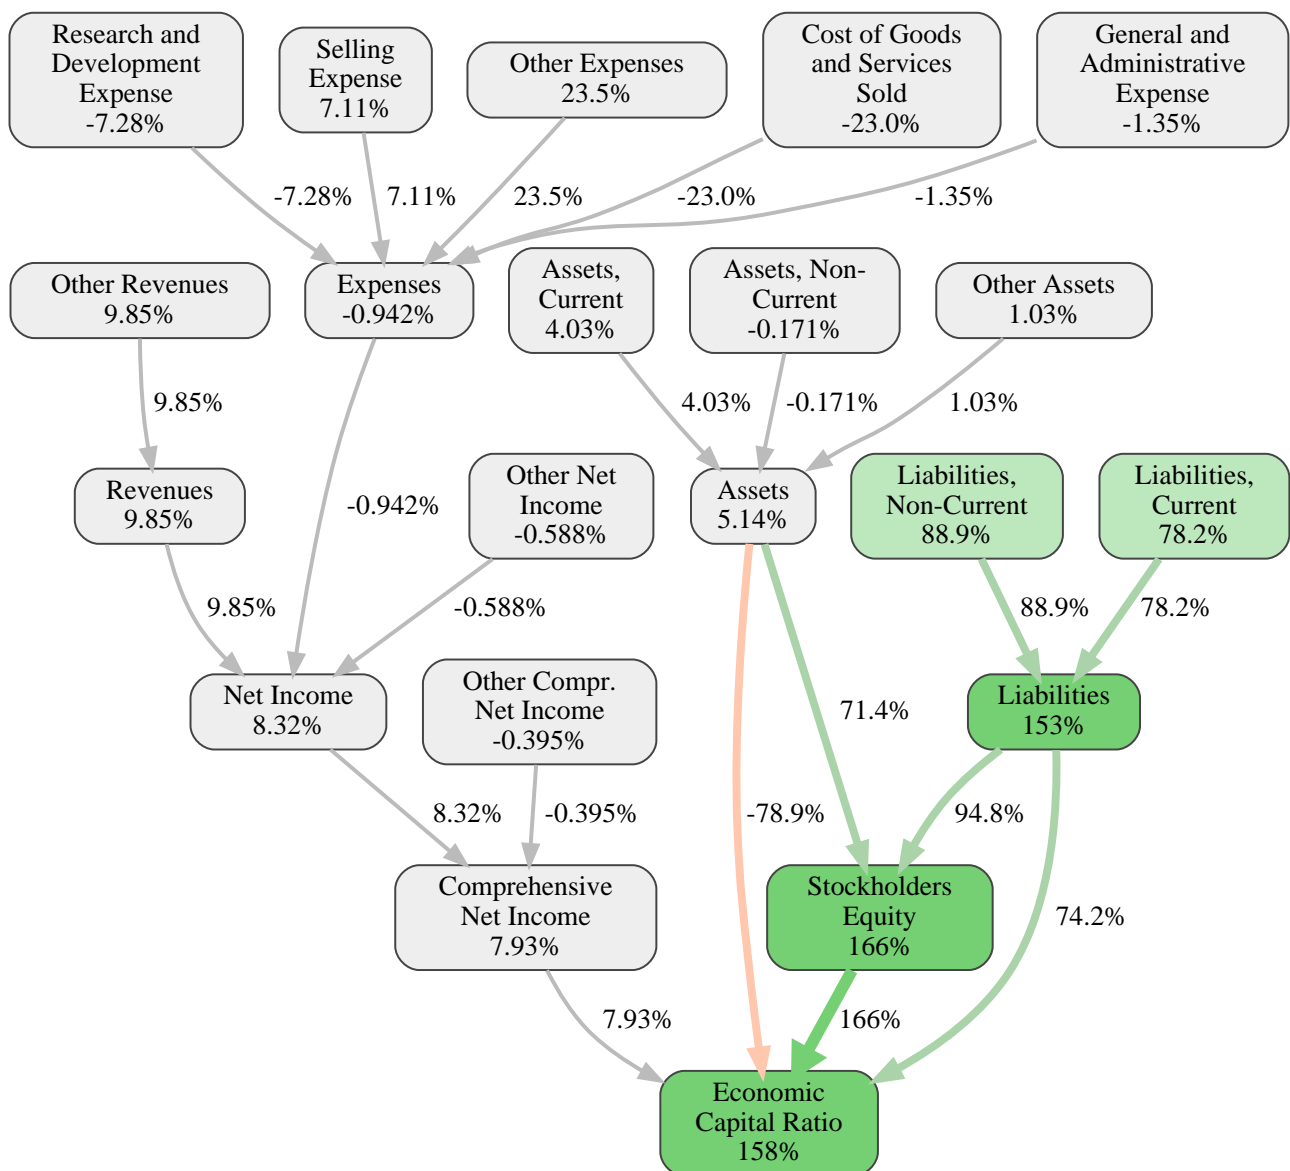 Research and
Development
Expense
-7.28%
Selling
Expense
7.11%
Other Expenses
23.5%
Cost of Goods
and Services
Sold
-23.0%
General and
Administrative
Expense
-1.35%
-7.28%
7.11%
23.5%
-23.0%
-1.35%
Other Revenues
9.85%
Expenses
-0.942%
Assets,
Current
4.03%
Assets, Non-
Current
-0.171%
Other Assets
1.03%
9.85%
4.03%
-0.171%
1.03%
Revenues
9.85%
-0.942%
Other Net
Income
-0.588%
Assets
5.14%
Liabilities,
Non-Current
88.9%
Liabilities,
Current
78.2%
9.85%
-0.588%
88.9%
78.2%
Net Income
8.32%
Other Compr.
Net Income
-0.395%
71.4%
Liabilities
153%
8.32%
-0.395%
-78.9%
94.8%
Comprehensive
Net Income
7.93%
Stockholders
Equity
166%
74.2%
7.93%
166%
Economic
Capital Ratio
158%